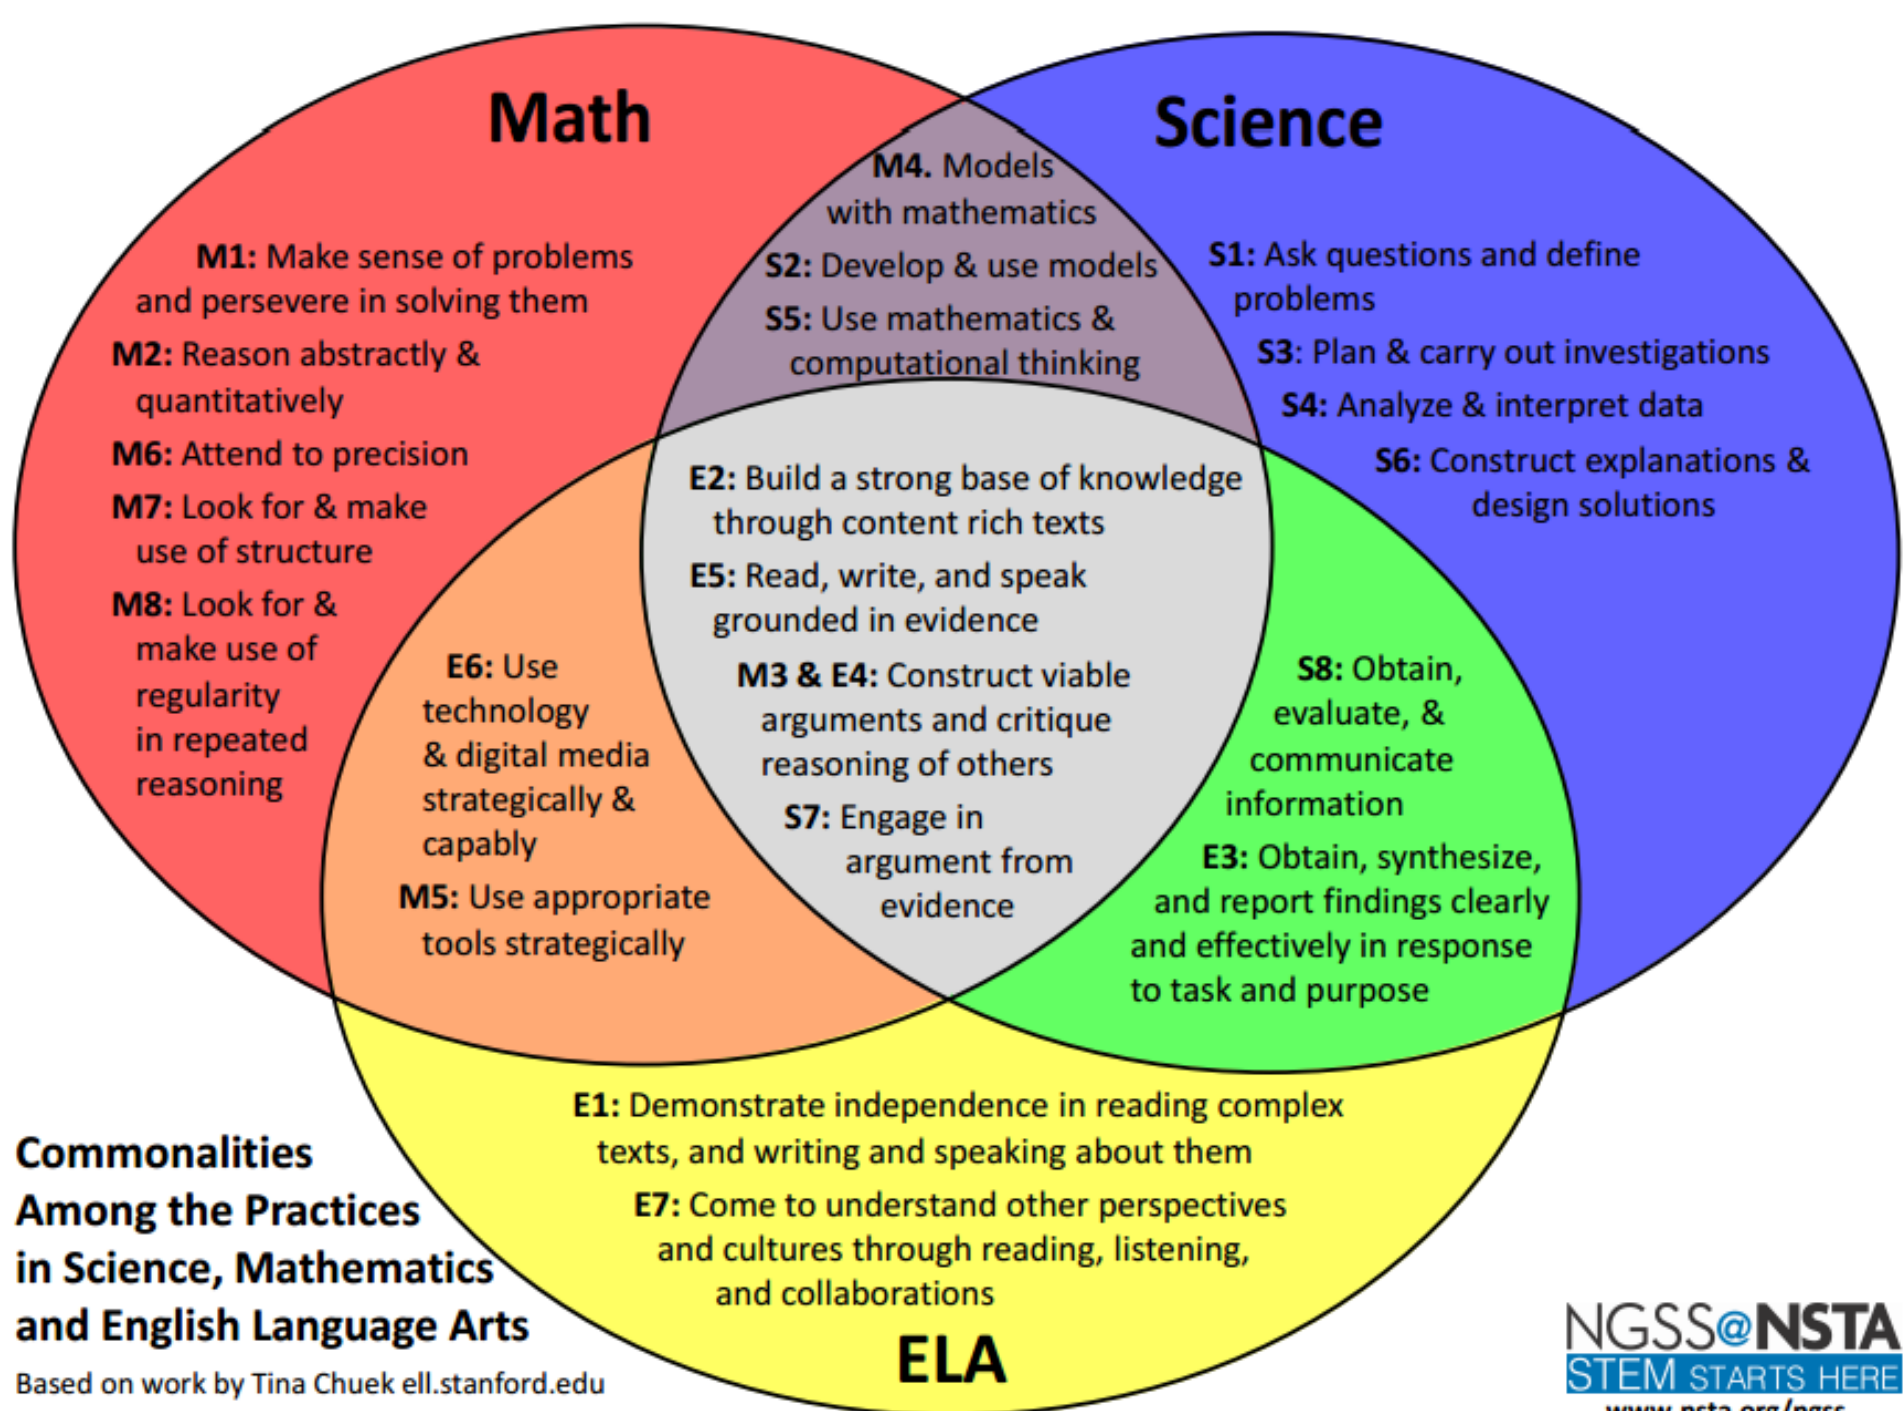 Math
Science
M4. Models
with mathematics
S2: Develop & use models
S5: Use mathematics &
computational thinking
M1: Make sense of problems
and persevere in solving them
M2: Reason abstractly &
quantitatively
M6: Attend to precision
M7: Look for & make
use of structure
M8: Look for &
make use of
regularity
in repeated
reasoning
S1: Ask questions and define
problems
S3: Plan & carry out investigations
S4: Analyze & interpret data
S6: Construct explanations &
design solutions
E2: Build a strong base of knowledge
through content rich texts
E5: Read, write, and speak
grounded in evidence
M3 & E4: Construct viable
arguments and critique
reasoning of others
S7: Engage in
argument from
evidence
E6: Use
technology
& digital media
strategically &
capably
M5: Use appropriate
tools strategically
S8: Obtain,
evaluate, &
communicate
information
E3: Obtain, synthesize,
and report findings clearly
and effectively in response
to task and purpose
E1: Demonstrate independence in reading complex
texts, and writing and speaking about them
E7: Come to understand other perspectives
and cultures through reading, listening,
and collaborations
ELA
Commonalities
Among the Practices
in Science, Mathematics
and English Language Arts
Based on work by Tina Chuek ell.stanford.edu
NGSS@NSTA
STEM STARTS HERE
www.nsta.org/ngss